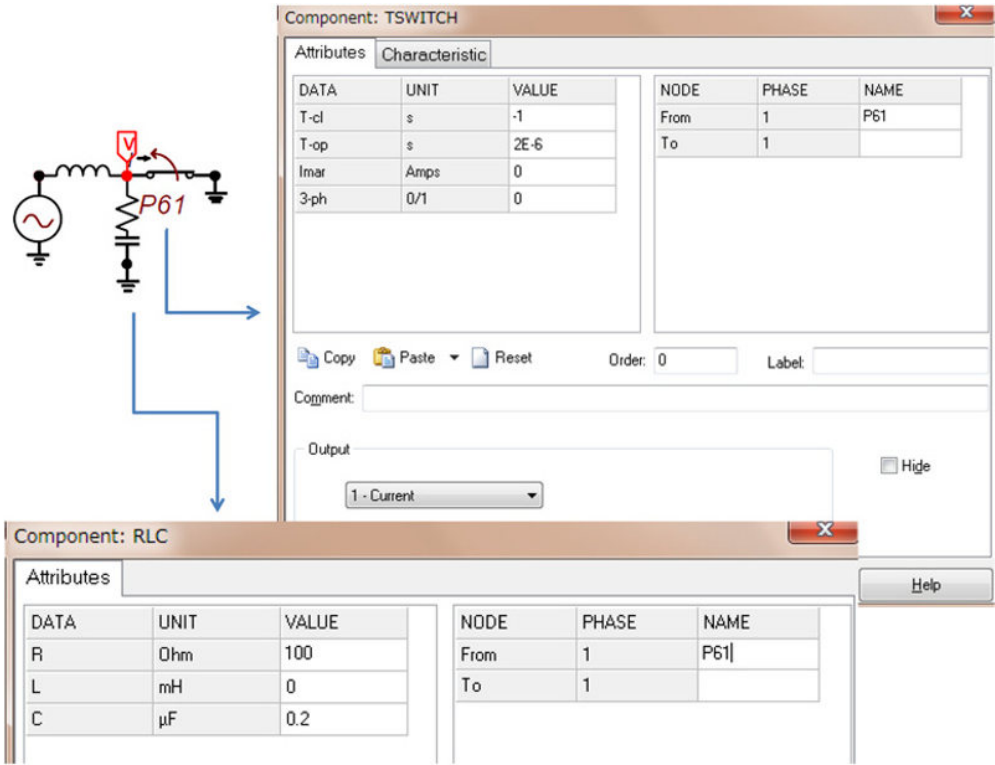 Component: TSWITCH
X
Attributes Characteristic
DATA UNIT VALUE NODE PHASE NAME
T-cl s -1 From 1 P61
T-op s 2E-6 To 1
Imar Amps 0
3-ph 0/1 0
V
P61
Copy Paste Reset Order: 0 Label:
Comment:
Output
Hide
1 - Current
Component: RLC
X
Attributes
Help
DATA UNIT VALUE NODE PHASE NAME
R Ohm 100 From 1 P61
L mH 0 To 1
C µF 0.2